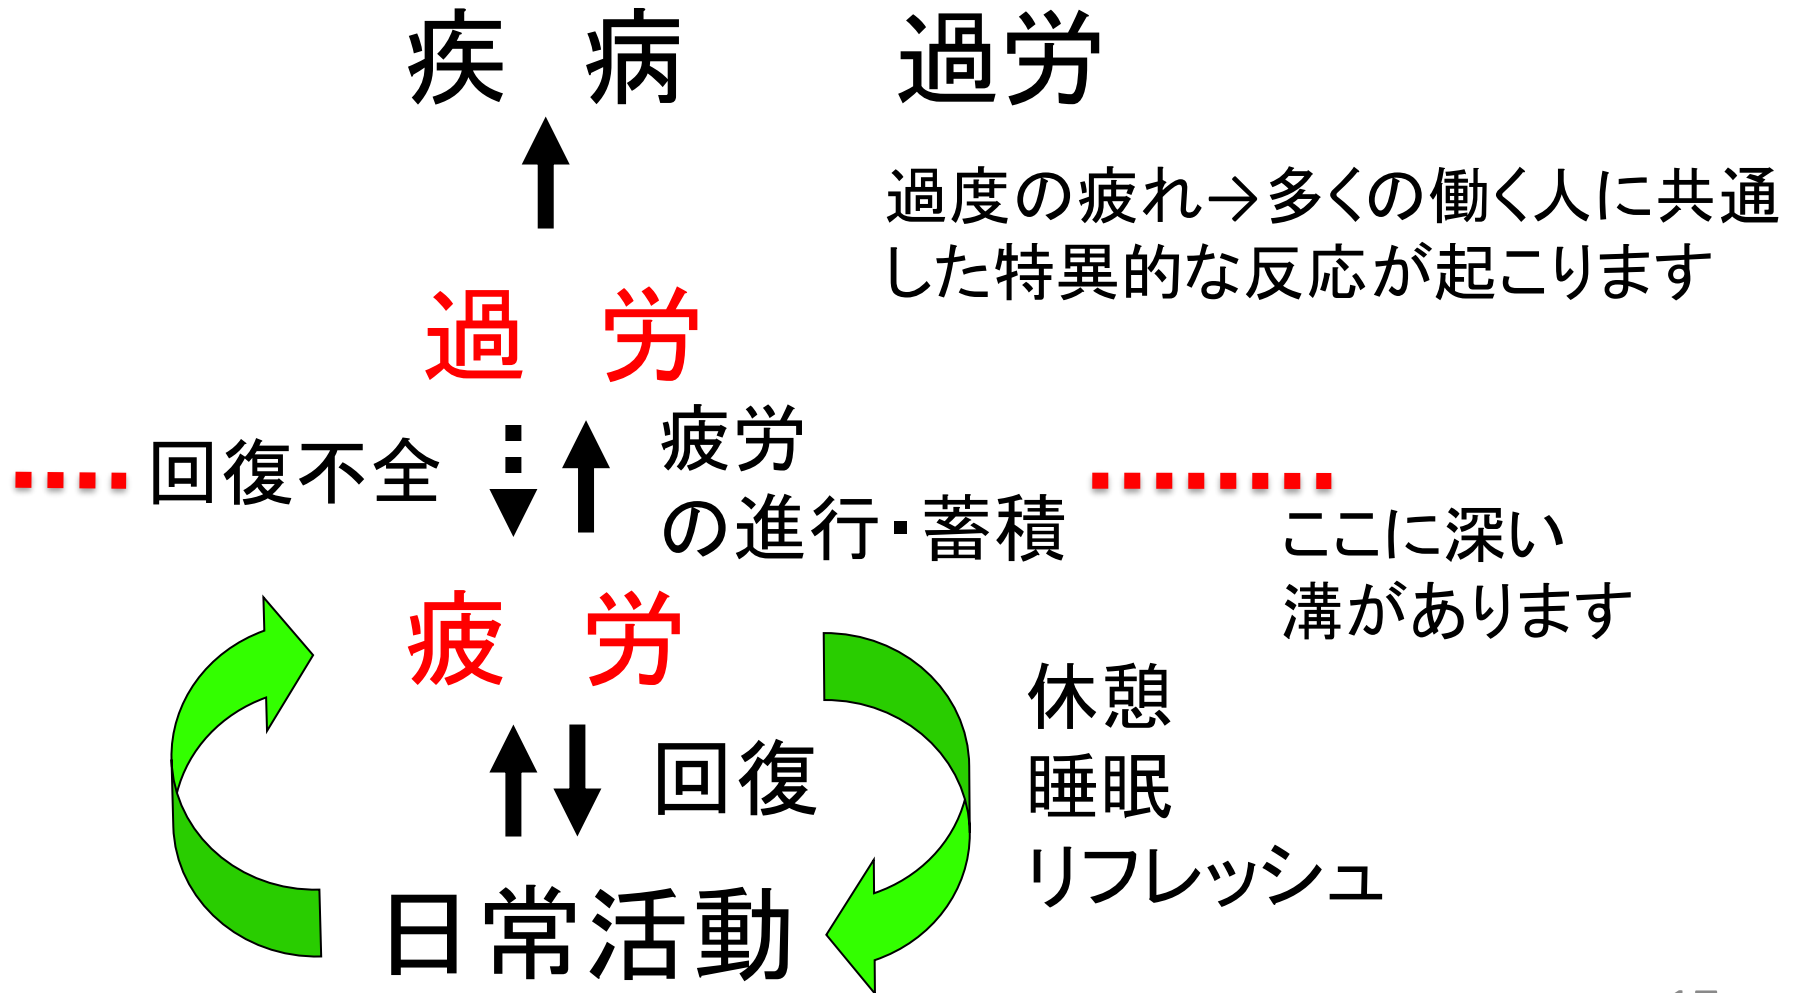 疾 病
過労
過度の疲れ→多くの働く人に共通
した特異的な反応が起こります
過 労
回復不全
疲労
の進行・蓄積
ここに深い
溝があります
疲 労
回復
休憩
睡眠
リフレッシュ
日常活動